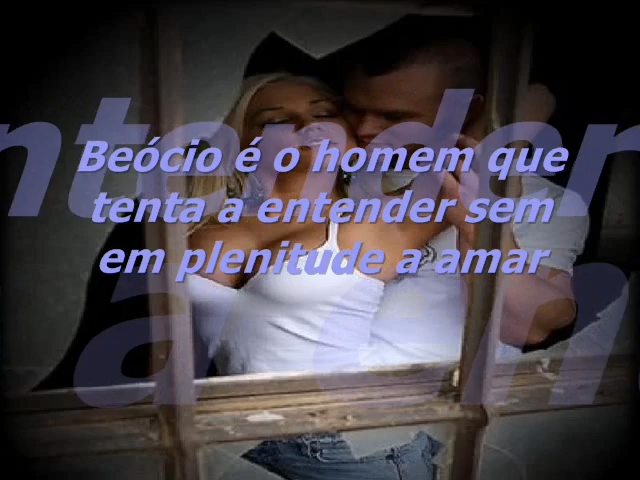 Beócio é o homem que
tenta a entender sem
em plenitude a amar